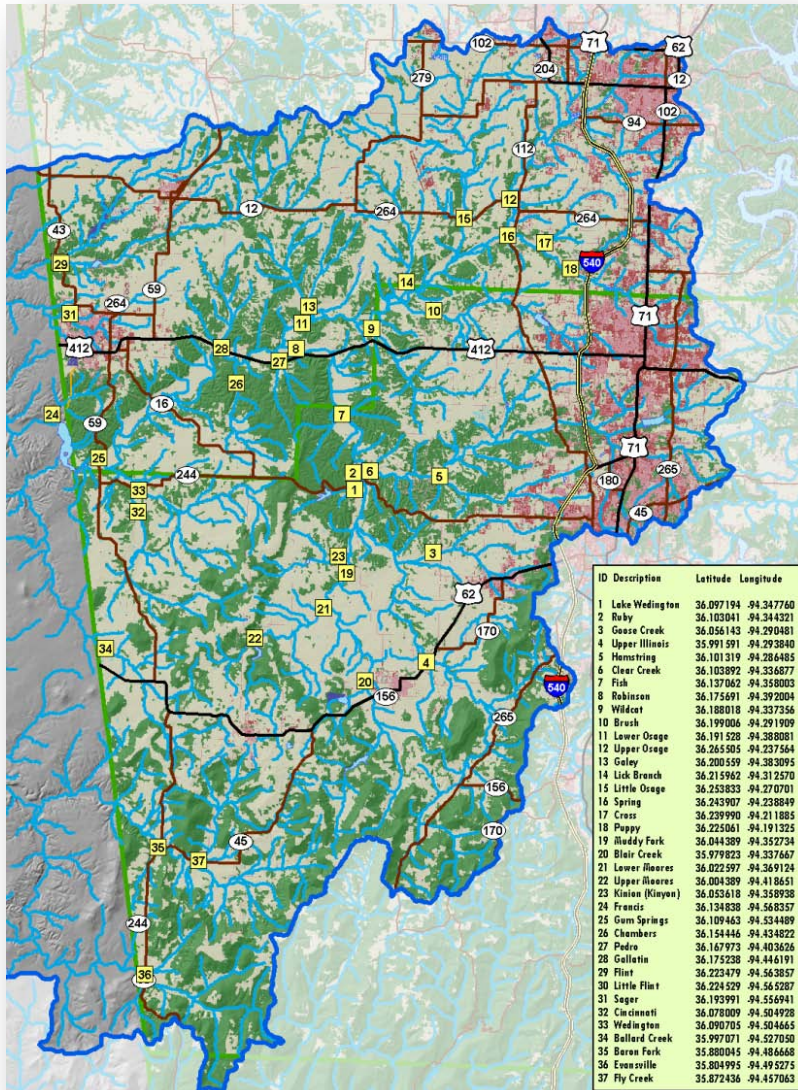 102
71
62
279
204
12
102
94
112
12
12
264
264
15
43
16
17
29
18
540
14
59
13
264
10
71
31
11
9
412
28
8
412
27
26
16
24
7
59
71
25
2
6
5
265
244
180
33
1
32
45
23
3
19
21
62
22
170
34
4
20
156
540
265
156
45
170
35
37
244
36
ID Description Latitude Longitude
1 Lake Wedington 36.097194 -94.347760
2 Ruby 36.103041 -94.344321
3 Goose Creek 36.056143 -94.290481
4 Upper Illinois 35.991591 -94.293840
5 Hamstring 36.101319 -94.286485
6 Clear Creek 36.103892 -94.336877
7 Fish 36.137062 -94.358003
8 Robinson 36.175691 -94.392004
9 Wildcat 36.188018 -94.337356
10 Brush 36.199006 -94.291909
11 Lower Osage 36.191528 -94.388081
12 Upper Osage 36.265505 -94.237564
13 Galey 36.200559 -94.383095
14 Lick Branch 36.215962 -94.312570
15 Little Osage 36.253833 -94.270701
16 Spring 36.243907 -94.238849
17 Cross 36.239990 -94.211885
18 Puppy 36.225061 -94.191325
19 Muddy Fork 36.044389 -94.352734
20 Blair Creek 35.979823 -94.337667
21 Lower Moores 36.022597 -94.369124
22 Upper Moores 36.004389 -94.418651
23 Kinion (Kinyon) 36.053618 -94.358938
24 Francis 36.134838 -94.568357
25 Gum Springs 36.109463 -94.534489
26 Chambers 36.154446 -94.434822
27 Pedro 36.167973 -94.403626
28 Gallatin 36.175238 -94.446191
29 Flint 36.223479 -94.563857
30 Little Flint 36.224529 -94.565287
31 Sager 36.193991 -94.556941
32 Cincinnati 36.078009 -94.504928
33 Wedington 36.090705 -94.504665
34 Ballard Creek 35.997071 -94.527050
35 Baron Fork 35.880045 -94.486668
36 Evansville 35.804995 -94.495275
37 Fly Creek 35.872436 -94.457063